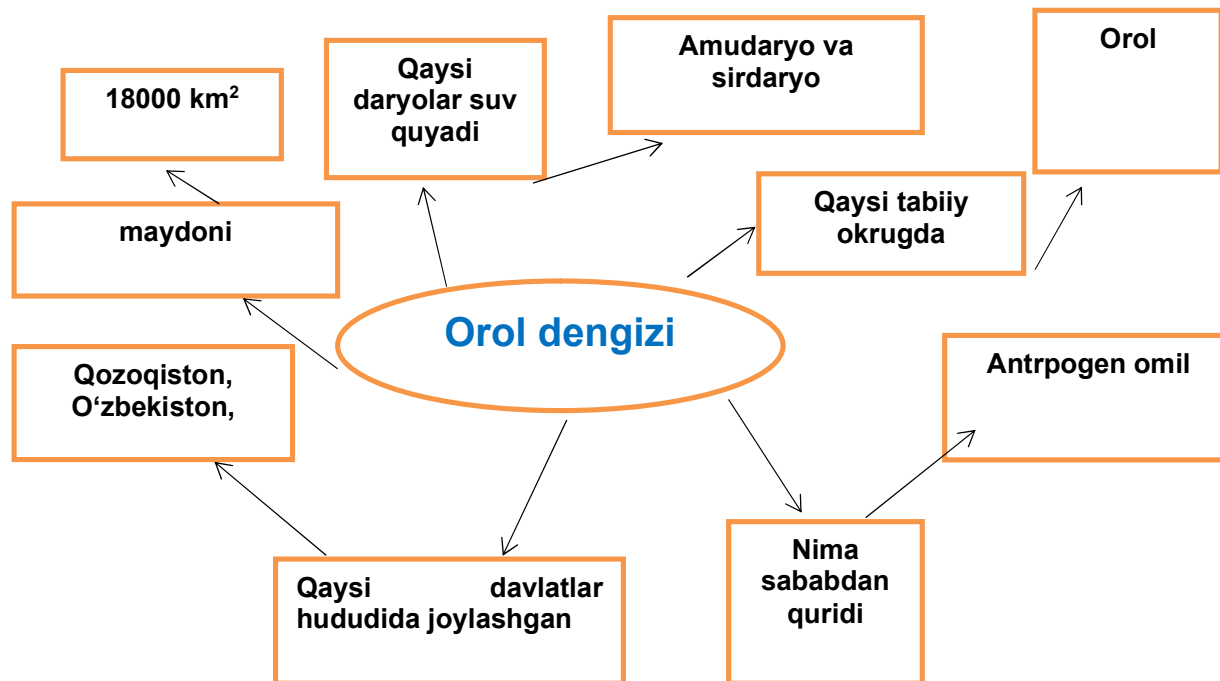 Amudaryo va
sirdaryo
Orol
Qaysi
daryolar suv
quyadi
18000 km²
Qaysi tabiiy
okrugda
maydoni
Orol dengizi
Qozoqiston,
O‘zbekiston,
Antrpogen omil
Nima
sababdan
quridi
Qaysi davlatlar
hududida joylashgan